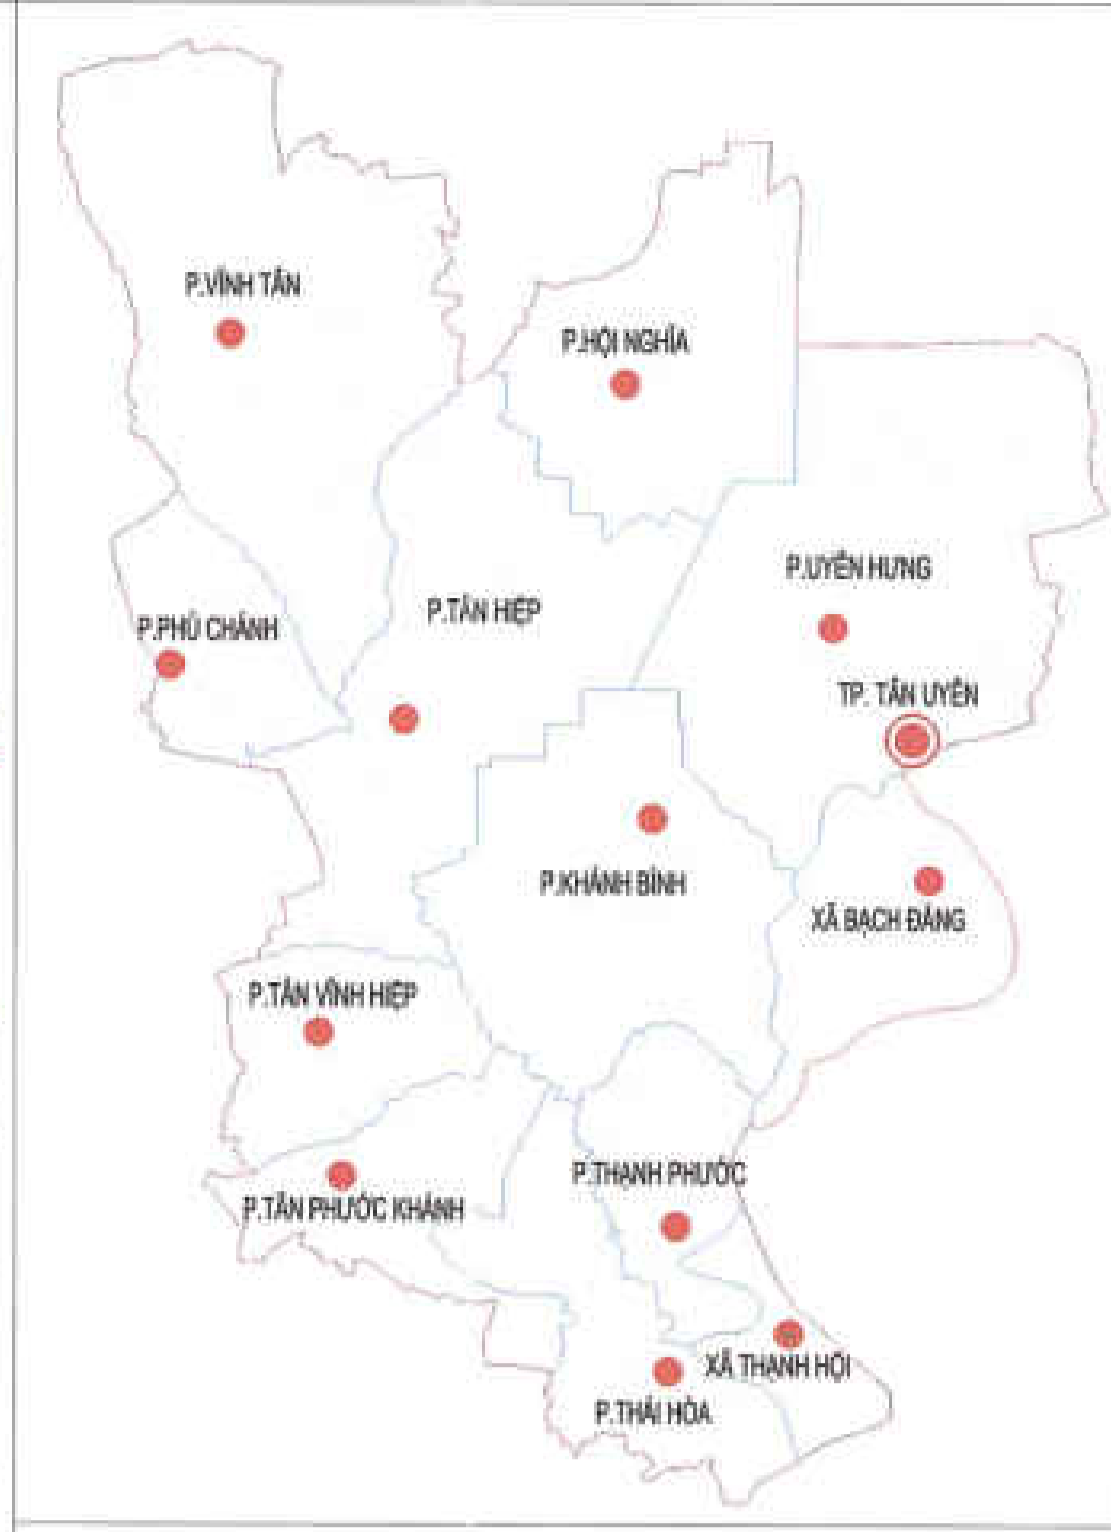 P.VĨNH TÂN
P.HỘI NGHĨA
P.UYÊN HƯNG
P.TÂN HIỆP
P.PHÚ CHÁNH
TP. TÂN UYÊN
P.KHÁNH BÌNH
XÃ BẠCH ĐẰNG
P.TÂN VĨNH HIỆP
P.THẠNH PHƯỚC
P.TÂN PHƯỚC KHÁNH
XÃ THẠNH HỘI
P.THÁI HÒA